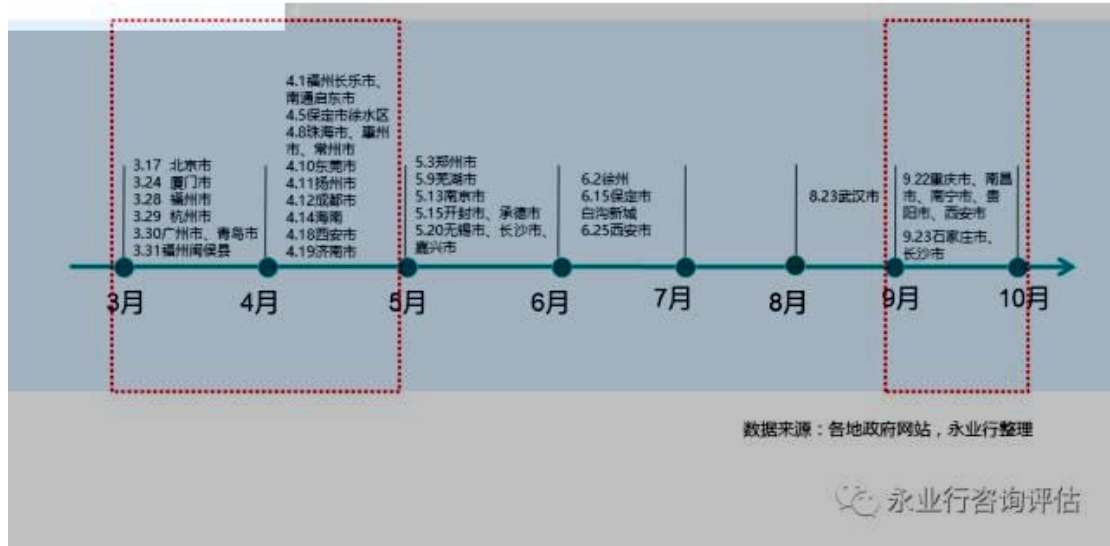 3.17 北京市
3.24 厦门市
3.28 福州市
3.29 杭州市
3.30广州市、青岛市
3.31福州闽侯县
4.1福州长乐市、
南通启东市
4.5保定市徐水区
4.8珠海市、惠州
市、常州市
4.10东莞市
4.11扬州市
4.12成都市
4.14海南
4.18西安市
4.19济南市
5.3郑州市
5.9芜湖市
5.13南京市
5.15开封市、承德市
5.20无锡市、长沙市、
嘉兴市
6.2徐州
6.15保定市
白沟新城
6.25西安市
8.23武汉市
9.22重庆市、南昌
市、南宁市、贵
阳市、西安市
9.23石家庄市、
长沙市
3月
4月
5月
6月
7月
8月
9月
10月
数据来源：各地政府网站，永业行整理
永业行咨询评估